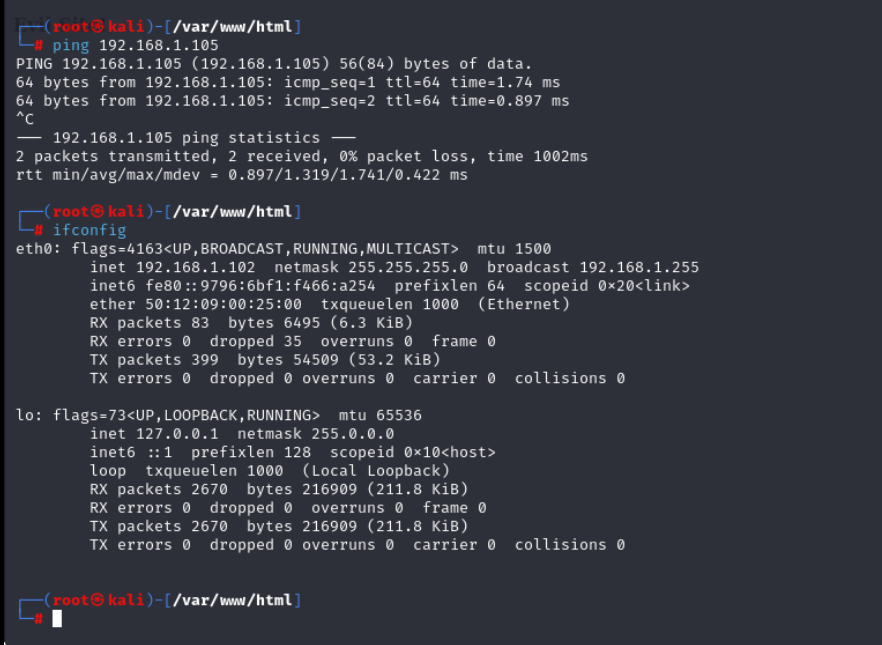 ┌──(root㉿kali)-[/var/www/html]
└─# ping 192.168.1.105
PING 192.168.1.105 (192.168.1.105) 56(84) bytes of data.
64 bytes from 192.168.1.105: icmp_seq=1 ttl=64 time=1.74 ms
64 bytes from 192.168.1.105: icmp_seq=2 ttl=64 time=0.897 ms
^C
--- 192.168.1.105 ping statistics ---
2 packets transmitted, 2 received, 0% packet loss, time 1002ms
rtt min/avg/max/mdev = 0.897/1.319/1.741/0.422 ms
┌──(root㉿kali)-[/var/www/html]
└─# ifconfig
eth0: flags=4163<UP,BROADCAST,RUNNING,MULTICAST>  mtu 1500
inet 192.168.1.102  netmask 255.255.255.0  broadcast 192.168.1.255
inet6 fe80::9796:6bf1:f466:a254  prefixlen 64  scopeid 0×20<link>
ether 50:12:09:00:25:00  txqueuelen 1000  (Ethernet)
RX packets 83  bytes 6495 (6.3 KiB)
RX errors 0  dropped 35  overruns 0  frame 0
TX packets 399  bytes 54509 (53.2 KiB)
TX errors 0  dropped 0 overruns 0  carrier 0  collisions 0
lo: flags=73<UP,LOOPBACK,RUNNING>  mtu 65536
inet 127.0.0.1  netmask 255.0.0.0
inet6 ::1  prefixlen 128  scopeid 0×10<host>
loop  txqueuelen 1000  (Local Loopback)
RX packets 2670  bytes 216909 (211.8 KiB)
RX errors 0  dropped 0  overruns 0  frame 0
TX packets 2670  bytes 216909 (211.8 KiB)
TX errors 0  dropped 0 overruns 0  carrier 0  collisions 0
┌──(root㉿kali)-[/var/www/html]
└─#